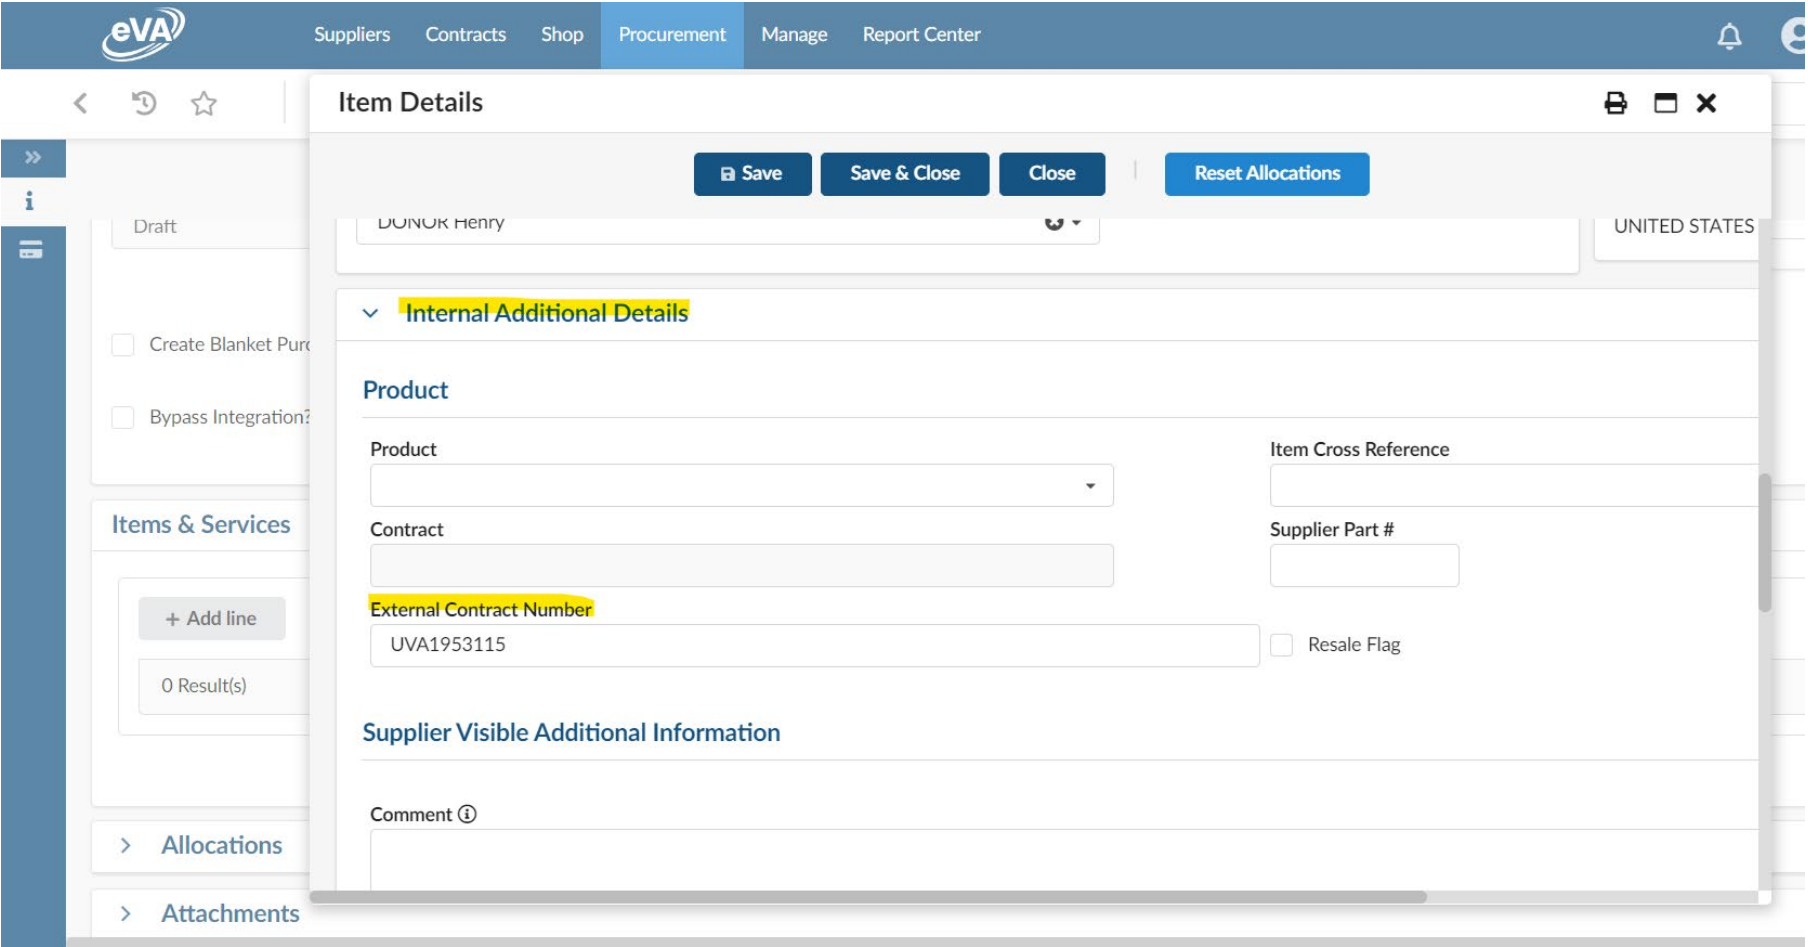 eVA
Suppliers Contracts Shop Procurement Manage Report Center
Item Details
Save Save & Close Close Reset Allocations
Draft
DONOR Henry
UNITED STATES
Internal Additional Details
Create Blanket Purc
Product
Bypass Integration?
Product
Item Cross Reference
Items & Services
Contract
Supplier Part #
+ Add line
External Contract Number
UVA1953115
Resale Flag
0 Result(s)
Supplier Visible Additional Information
Comment
Allocations
Attachments